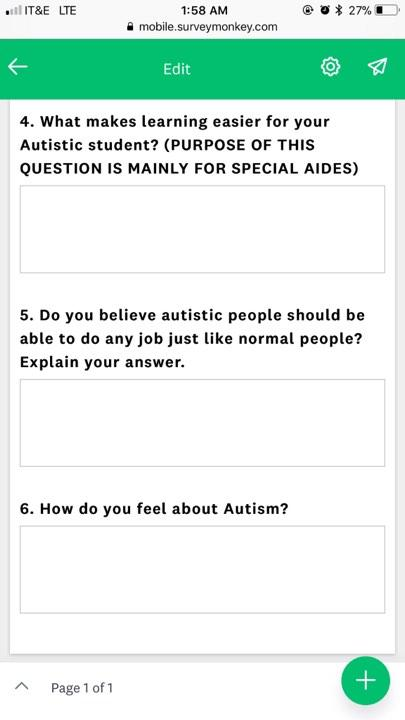 IT&E LTE 1:58 AM 27%
mobile.surveymonkey.com
Edit
4. What makes learning easier for your
Autistic student? (PURPOSE OF THIS
QUESTION IS MAINLY FOR SPECIAL AIDES)
5. Do you believe autistic people should be
able to do any job just like normal people?
Explain your answer.
6. How do you feel about Autism?
Page 1 of 1